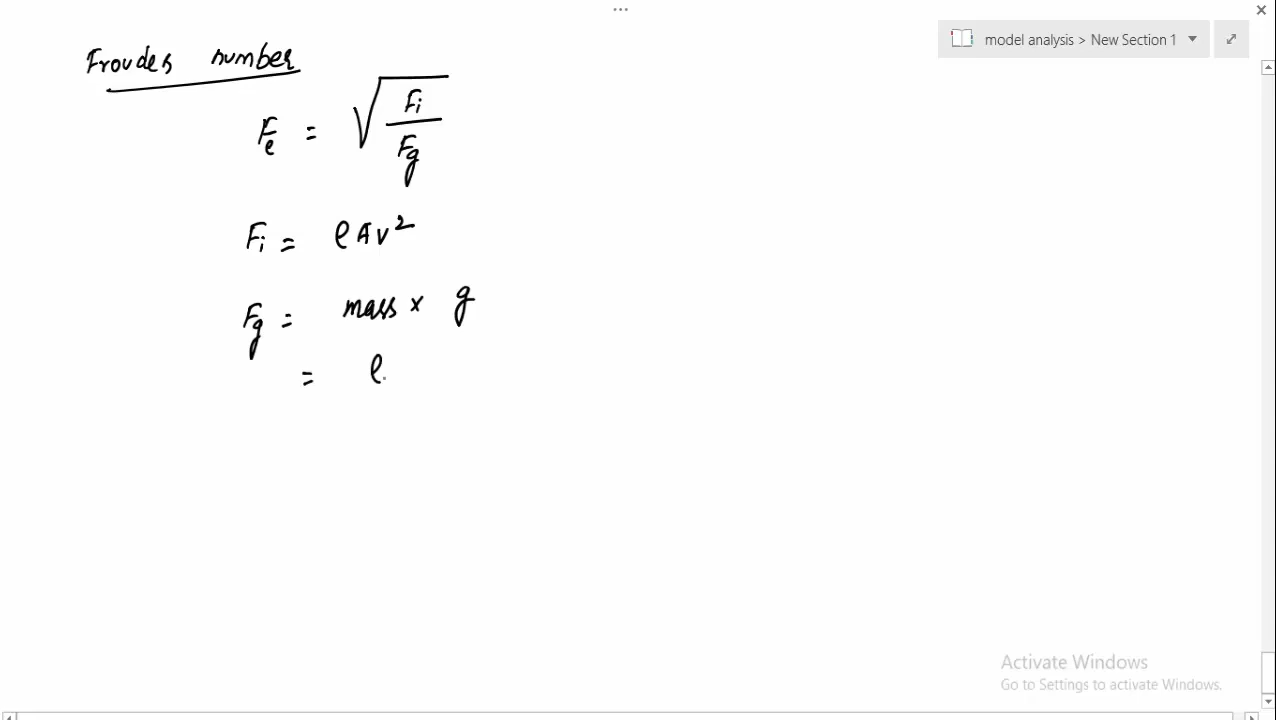 ...
model analysis > New Section 1
Froudes number
Fe = √(Fi/Fg)
Fi = ρAv²
Fg = mass × g
= ρ
Activate Windows
Go to Settings to activate Windows.